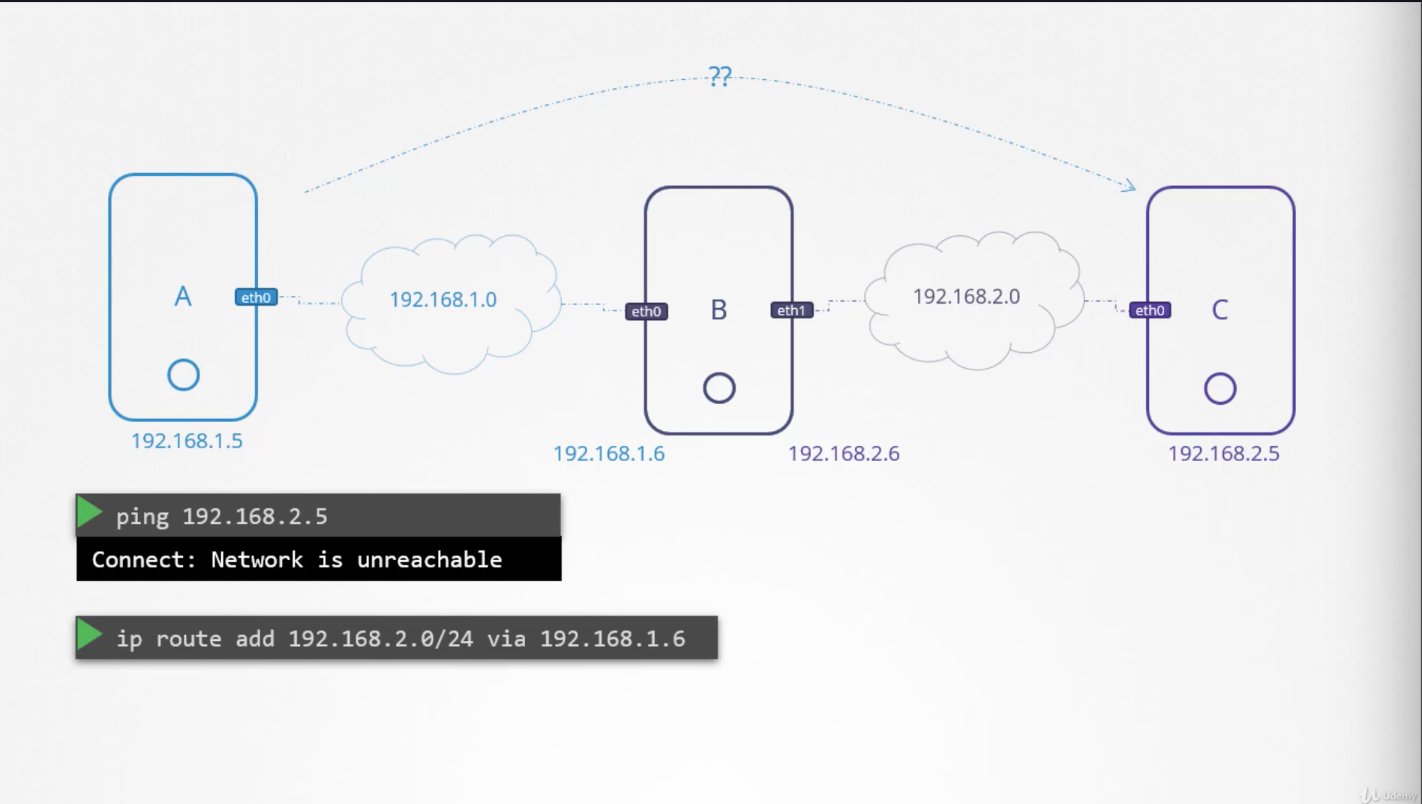 ??
A
eth0
192.168.1.0
eth0
B
eth1
192.168.2.0
eth0
C
192.168.1.5
192.168.1.6
192.168.2.6
192.168.2.5
ping 192.168.2.5
Connect: Network is unreachable
ip route add 192.168.2.0/24 via 192.168.1.6
Udemy